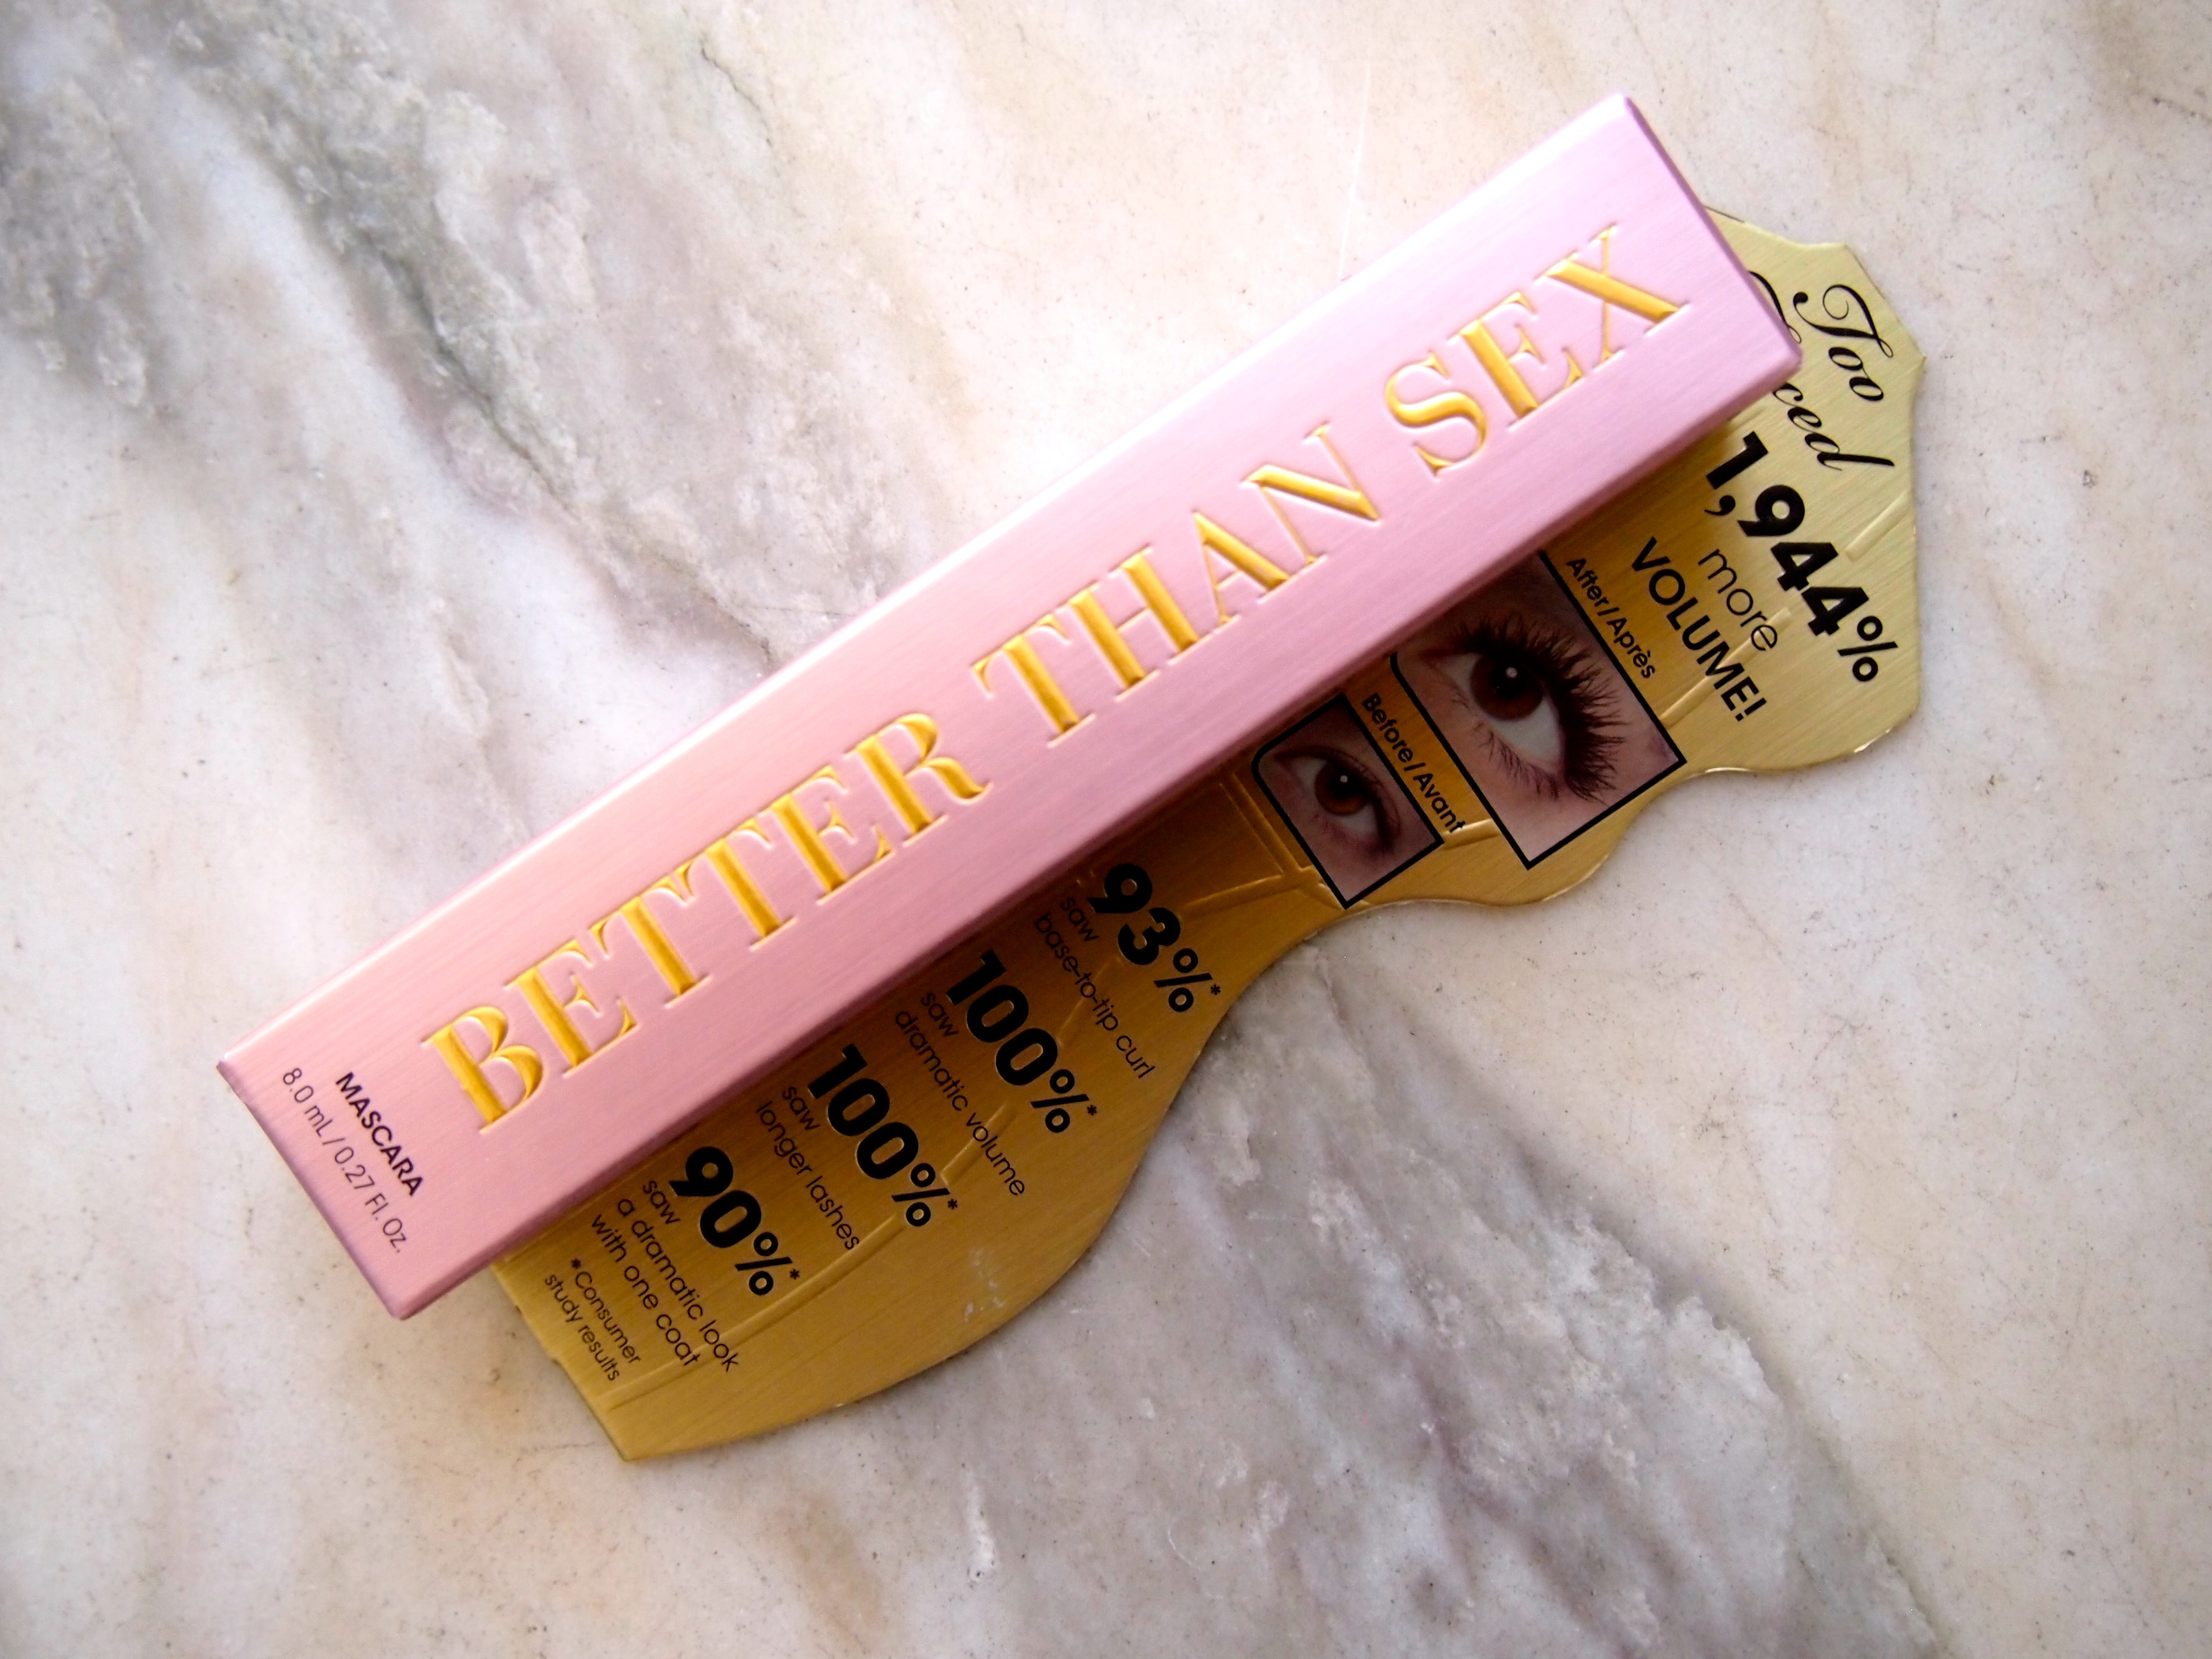 BETTER THAN SEX
MASCARA
8.0 mL / 0.27 Fl. Oz.
Too
ced
1,944%
more
VOLUME!
After/Après
Before/Avant
93%*
saw
base-to-tip curl
100%*
saw
dramatic volume
100%*
saw
longer lashes
90%*
saw
a dramatic look
with one coat
*Consumer
study results